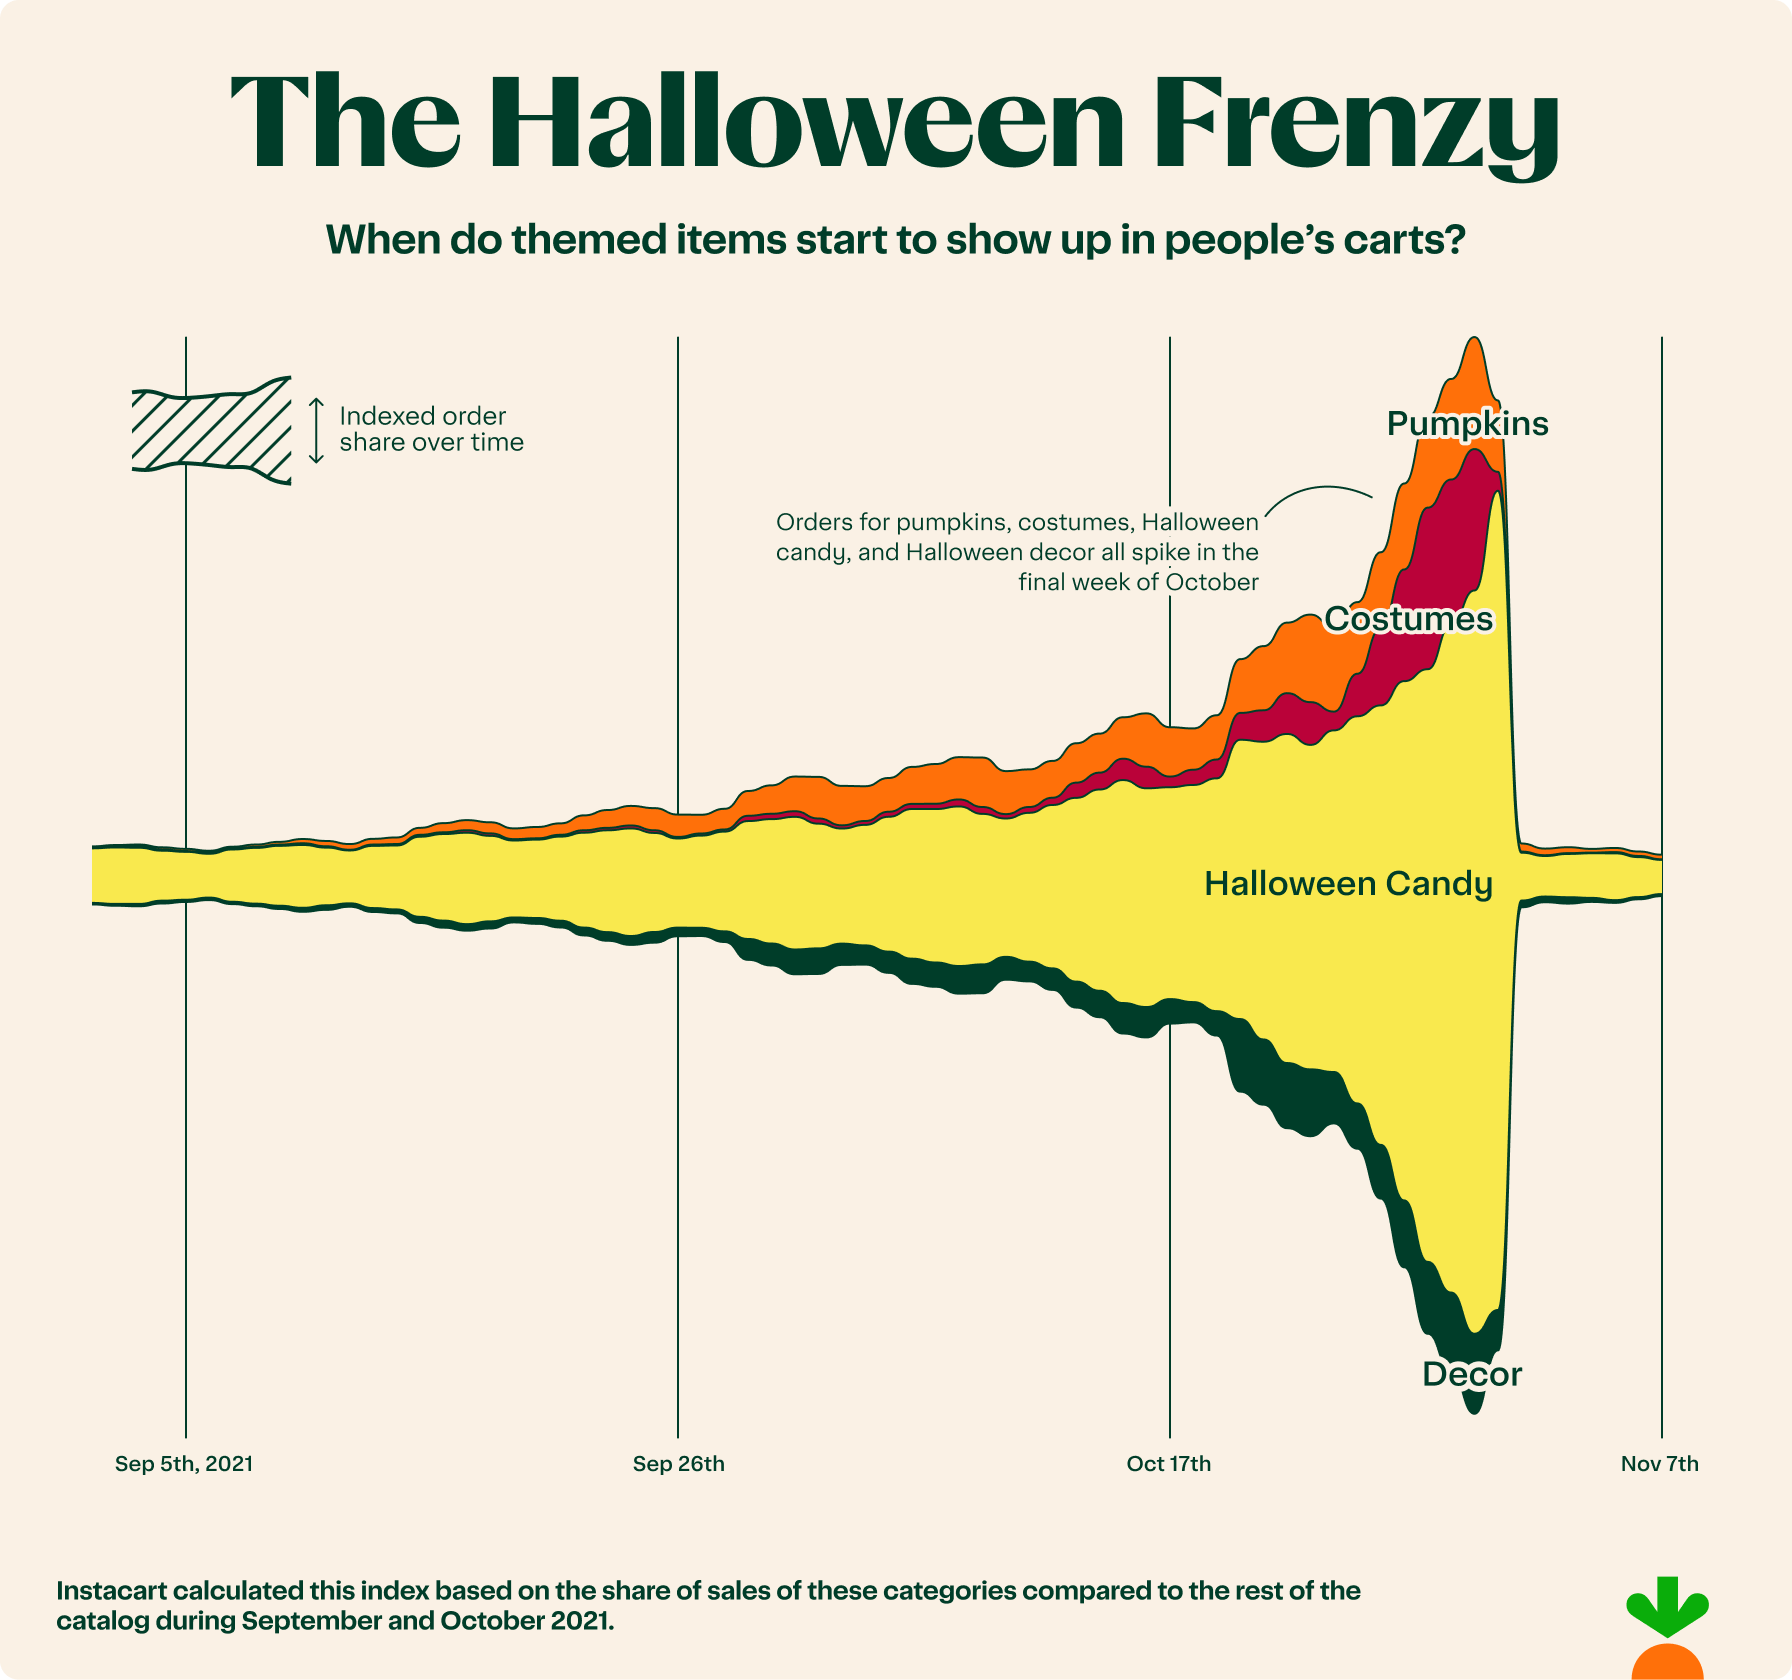 The Halloween Frenzy
When do themed items start to show up in people’s carts?
Indexed order
share over time
Pumpkins
Orders for pumpkins, costumes, Halloween
candy, and Halloween decor all spike in the
final week of October
Costumes
Halloween Candy
Decor
Sep 5th, 2021
Sep 26th
Oct 17th
Nov 7th
Instacart calculated this index based on the share of sales of these categories compared to the rest of the
catalog during September and October 2021.